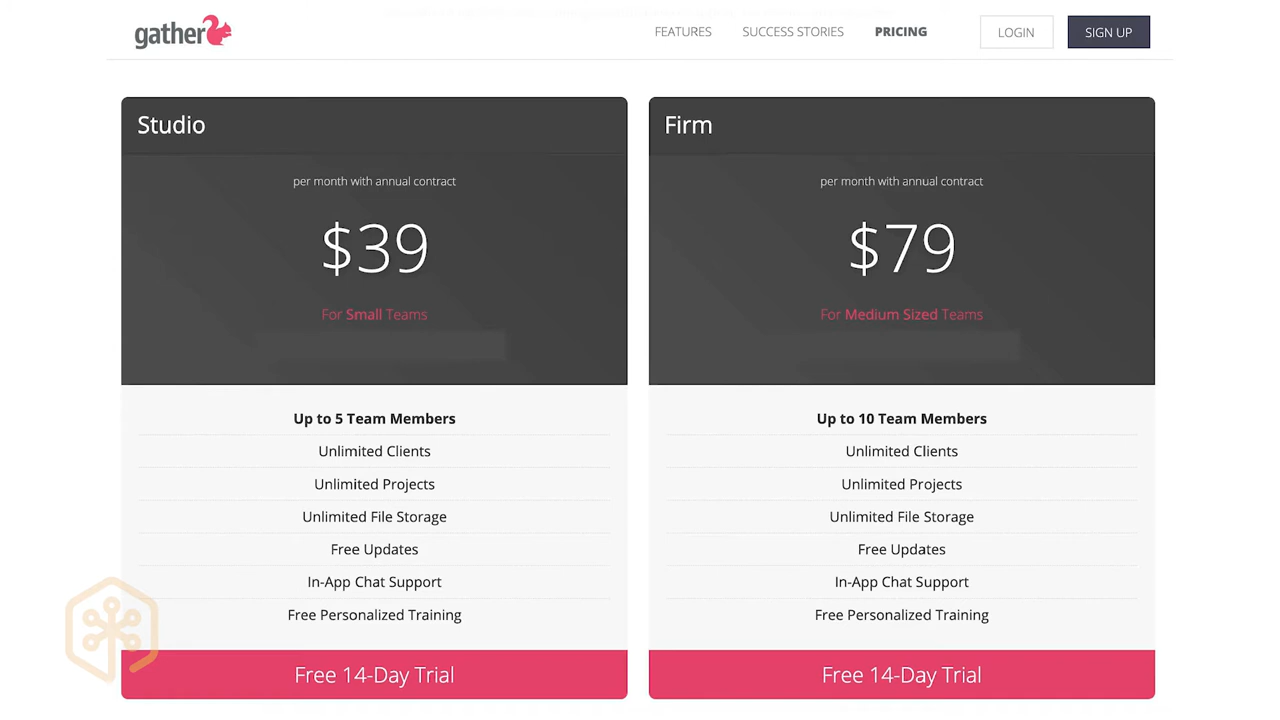 gather
FEATURES
SUCCESS STORIES
PRICING
LOGIN
SIGN UP
Studio
per month with annual contract
$39
For Small Teams
Up to 5 Team Members
Unlimited Clients
Unlimited Projects
Unlimited File Storage
Free Updates
In-App Chat Support
Free Personalized Training
Free 14-Day Trial
Firm
per month with annual contract
$79
For Medium Sized Teams
Up to 10 Team Members
Unlimited Clients
Unlimited Projects
Unlimited File Storage
Free Updates
In-App Chat Support
Free Personalized Training
Free 14-Day Trial